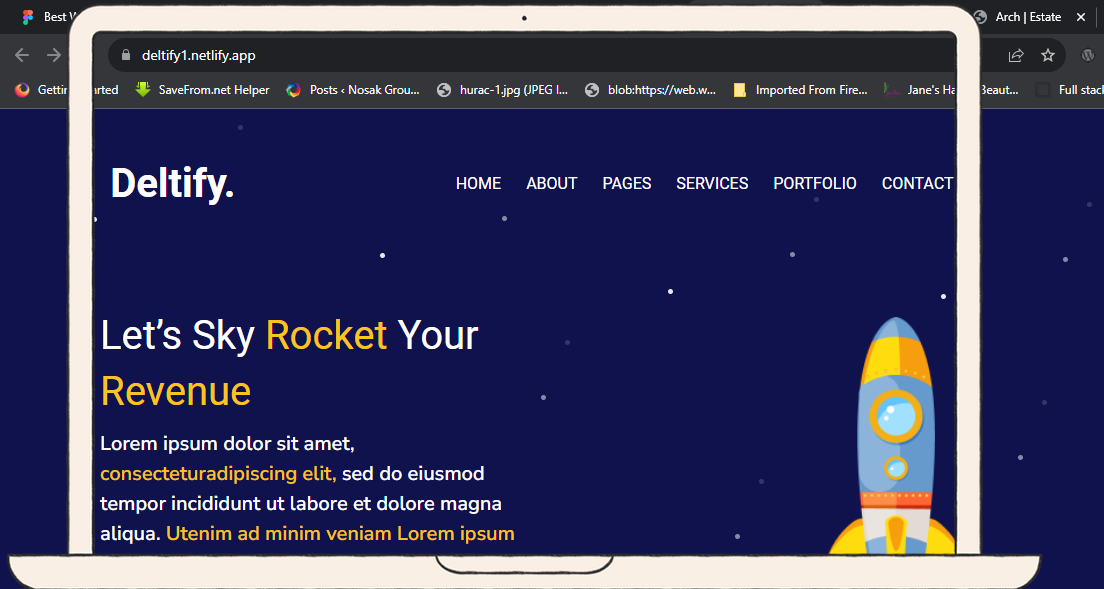 Best W
Arch | Estate
deltify1.netlify.app
Gettin
arted
SaveFrom.net Helper
Posts ‹ Nosak Grou...
hurac-1.jpg (JPEG I...
blob:https://web.w...
Imported From Fire...
Jane's Ha
Beaut...
Full stack
Deltify.
HOME ABOUT PAGES SERVICES PORTFOLIO CONTACT
Let’s Sky Rocket Your
Revenue
Lorem ipsum dolor sit amet,
consecteturadipiscing elit, sed do eiusmod
tempor incididunt ut labore et dolore magna
aliqua. Utenim ad minim veniam Lorem ipsum